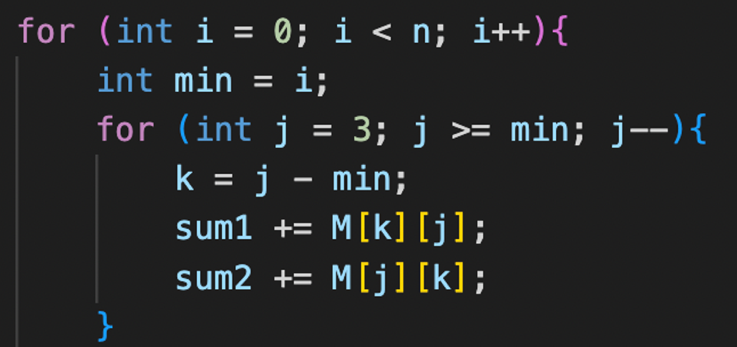 for (int i = 0; i < n; i++){
int min = i;
for (int j = 3; j >= min; j--){
k = j - min;
sum1 += M[k][j];
sum2 += M[j][k];
}